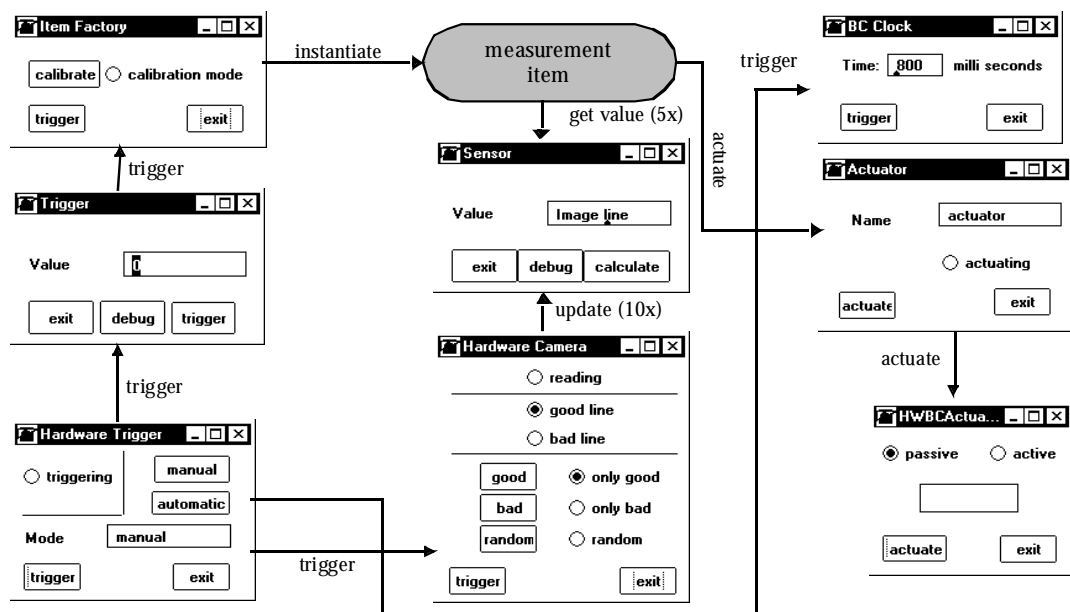 Item Factory
calibrate
calibration mode
trigger
exit
instantiate
measurement
item
get value (5x)
actuate
trigger
BC Clock
Time:
800
milli seconds
trigger
exit
trigger
Trigger
Value
0
exit
debug
trigger
Sensor
Value
Image line
exit
debug
calculate
Actuator
Name
actuator
actuating
actuate
exit
trigger
update (10x)
actuate
Hardware Trigger
triggering
manual
automatic
Mode
manual
trigger
exit
trigger
Hardware Camera
reading
good line
bad line
good
only good
bad
only bad
random
random
trigger
exit
HWBCActua...
passive
active
actuate
exit